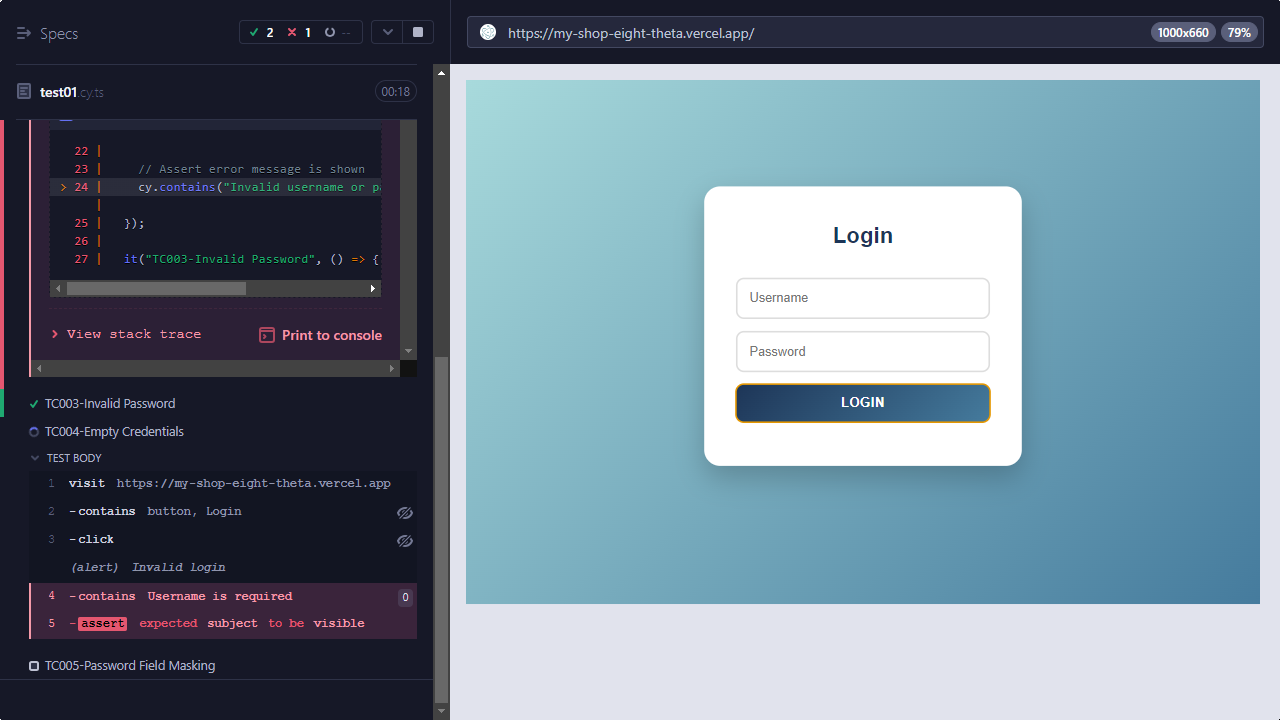 Specs
2
1
--
https://my-shop-eight-theta.vercel.app/
1000x660
79%
test01.cy.ts
00:18
22 |
23 | // Assert error message is shown
> 24 | cy.contains("Invalid username or pa
|
25 | });
26 |
27 | it("TC003-Invalid Password", () => {
> View stack trace
Print to console
TC003-Invalid Password
TC004-Empty Credentials
TEST BODY
1 visit https://my-shop-eight-theta.vercel.app
2 -contains button, Login
3 -click
(alert) Invalid login
4 -contains Username is required 0
5 -assert expected subject to be visible
TC005-Password Field Masking
Login
Username
Password
LOGIN